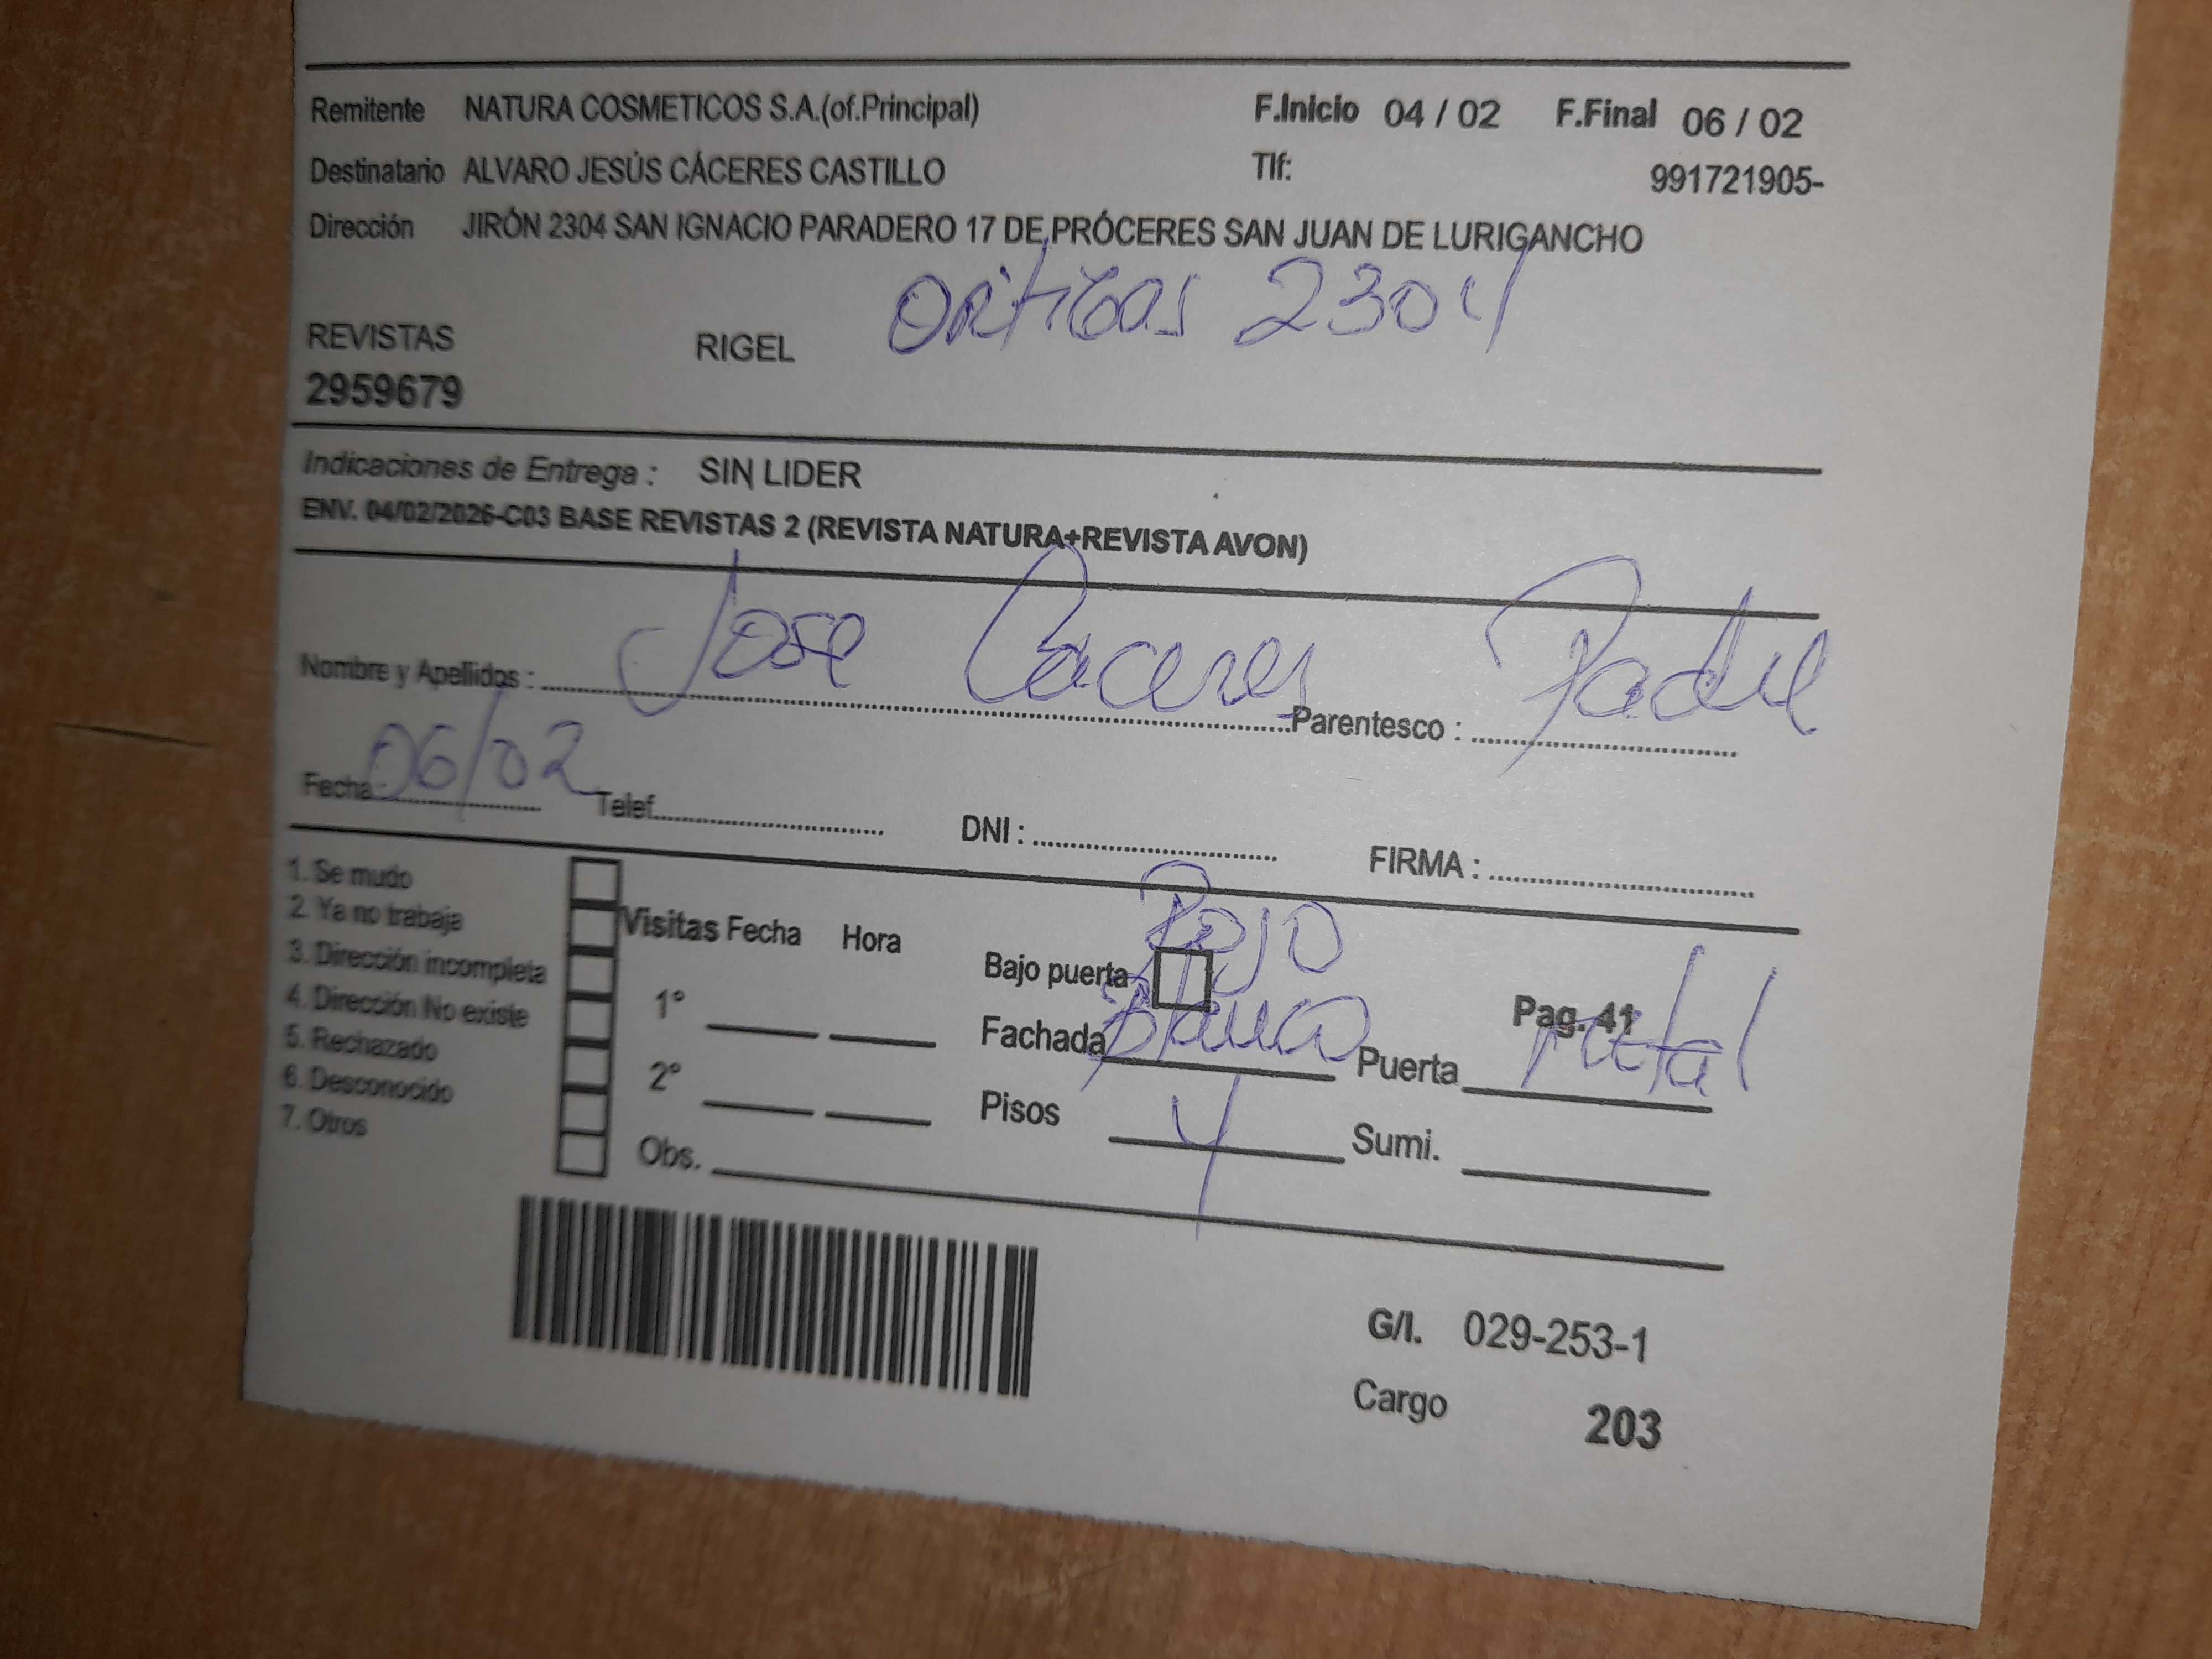 Remitente NATURA COSMETICOS S.A.(of.Principal) F.Inicio 04 / 02 F.Final 06 / 02
Destinatario ALVARO JESÚS CÁCERES CASTILLO Tlf: 991721905-
Dirección JIRÓN 2304 SAN IGNACIO PARADERO 17 DE PRÓCERES SAN JUAN DE LURIGANCHO
2304
REVISTAS RIGEL
2959679
Indicaciones de Entrega : SIN LIDER
ENV. 04/02/2026-C03 BASE REVISTAS 2 (REVISTA NATURA+REVISTA AVON)
Nombre y Apellidos : Jose Caceres Parentesco : Padre
Fecha 06/02 Telef. DNI : FIRMA :
1. Se mudo
2. Ya no trabaja
3. Dirección incompleta
4. Dirección No existe
5. Rechazado
6. Desconocido
7. Otros
Visitas Fecha Hora
1°
2°
Obs.
Rojo
Bajo puerta Pag. 41
Fachada Blanco Puerta metal
Pisos 4 Sumi.
G/I. 029-253-1
Cargo 203